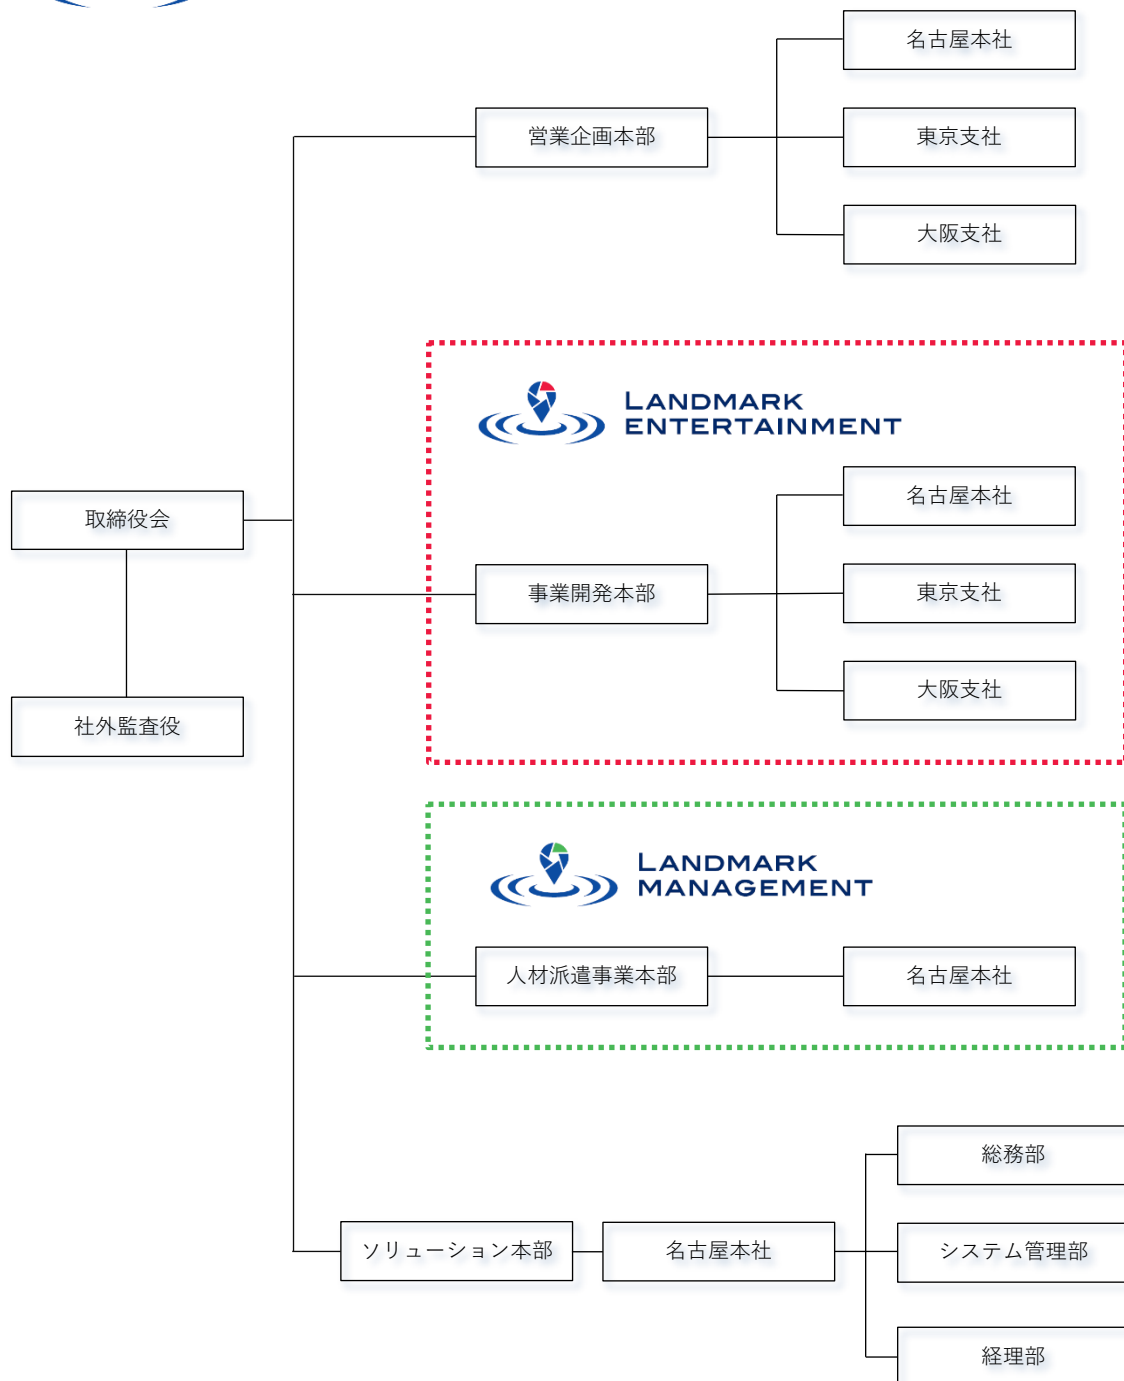 名古屋本社
営業企画本部
東京支社
大阪支社
LANDMARK
ENTERTAINMENT
名古屋本社
取締役会
事業開発本部
東京支社
大阪支社
社外監査役
LANDMARK
MANAGEMENT
人材派遣事業本部
名古屋本社
総務部
ソリューション本部
名古屋本社
システム管理部
経理部